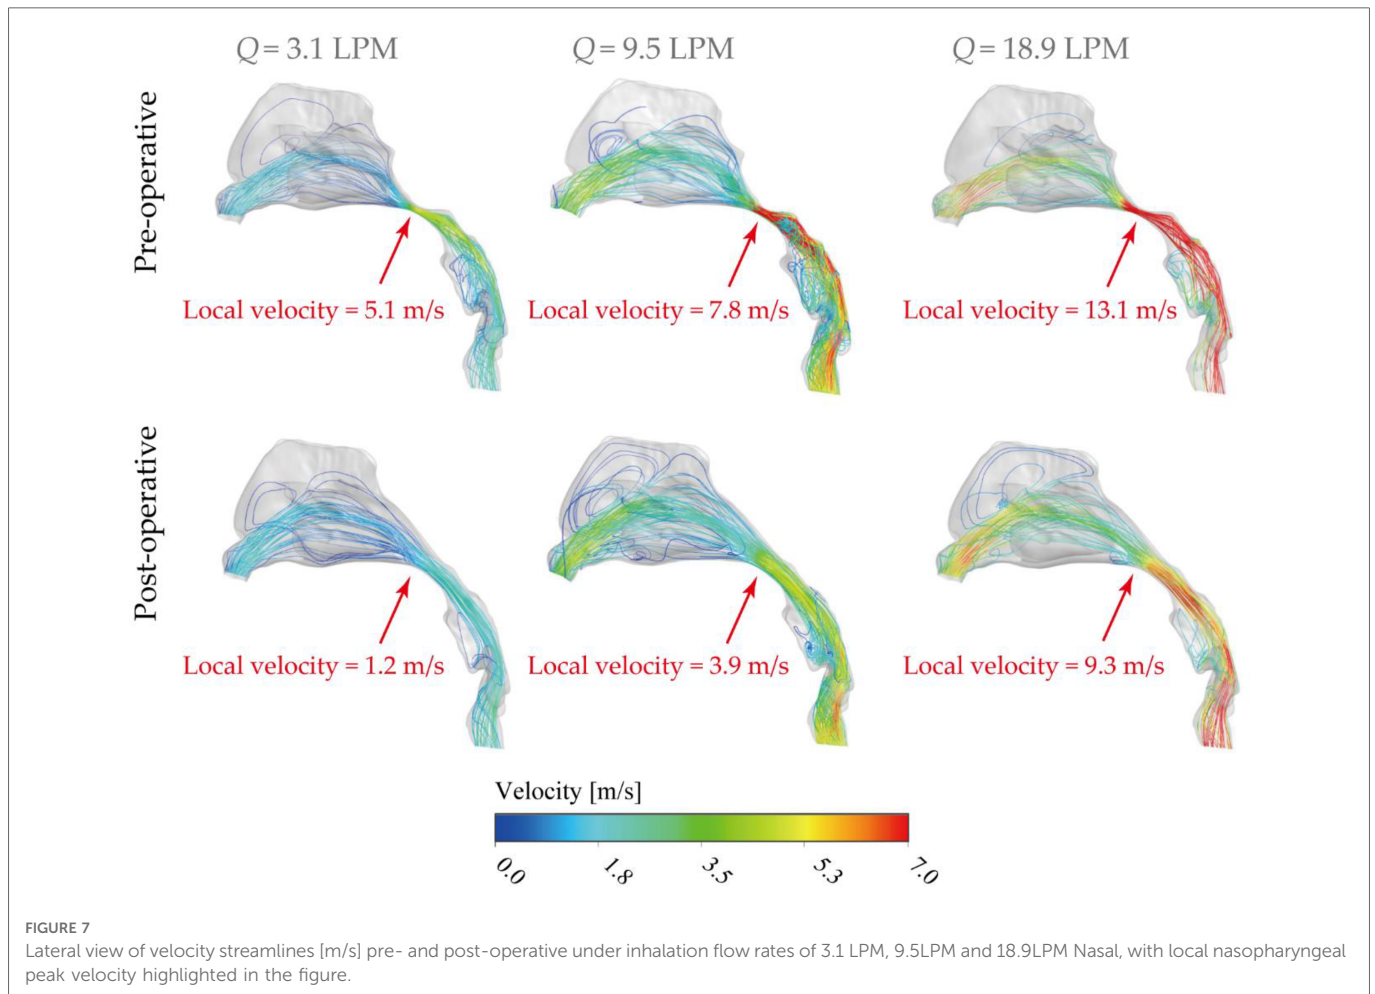 Q = 3.1 LPM
Q = 9.5 LPM
Q = 18.9 LPM
Pre-operative
Local velocity = 5.1 m/s
Local velocity = 7.8 m/s
Local velocity = 13.1 m/s
Post-operative
Local velocity = 1.2 m/s
Local velocity = 3.9 m/s
Local velocity = 9.3 m/s
Velocity [m/s]
0.0
1.8
3.5
5.3
7.0
FIGURE 7
Lateral view of velocity streamlines [m/s] pre- and post-operative under inhalation flow rates of 3.1 LPM, 9.5LPM and 18.9LPM Nasal, with local nasopharyngeal
peak velocity highlighted in the figure.